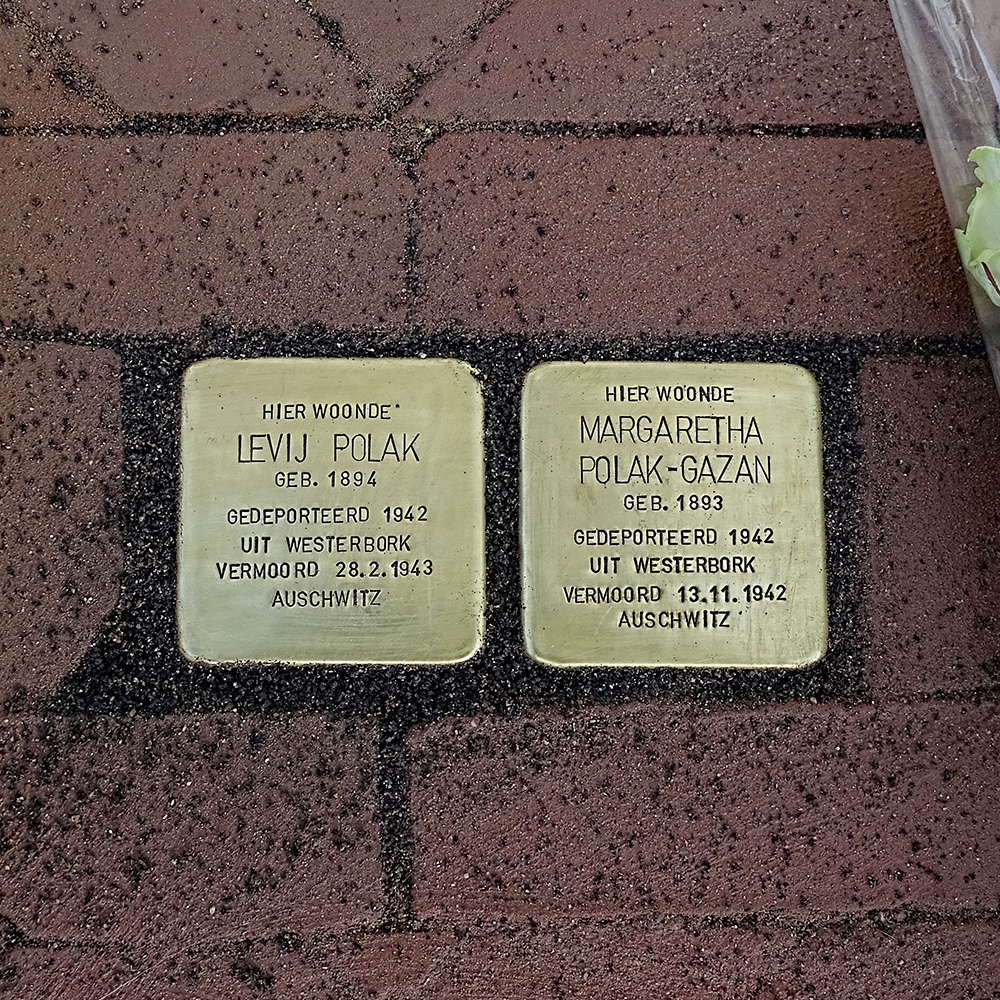 HIER WOONDE
LEVIJ POLAK
GEB. 1894
GEDEPORTEERD 1942
UIT WESTERBORK
VERMOORD 28.2.1943
AUSCHWITZ
HIER WOONDE
MARGARETHA
POLAK-GAZAN
GEB. 1893
GEDEPORTEERD 1942
UIT WESTERBORK
VERMOORD 13.11.1942
AUSCHWITZ